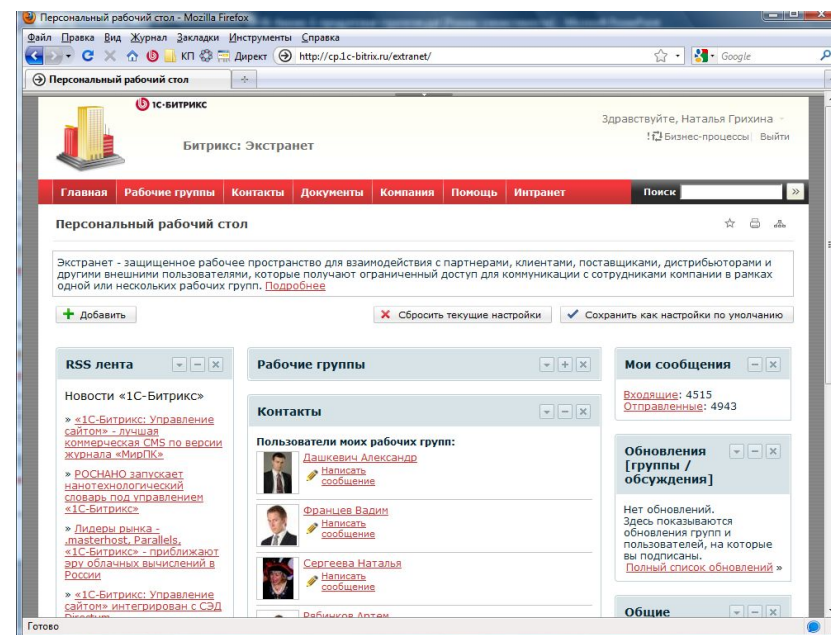 Персональный рабочий стол - Mozilla Firefox
Файл Правка Вид Журнал Закладки Инструменты Справка
КП Директ http://cp.1c-bitrix.ru/extranet/ Google
Персональный рабочий стол
1С-БИТРИКС
Здравствуйте, Наталья Грихина
Битрикс: Экстранет
Бизнес-процессы Выйти
Главная Рабочие группы Контакты Документы Компания Помощь Интранет Поиск
Персональный рабочий стол
Экстранет - защищенное рабочее пространство для взаимодействия с партнерами, клиентами, поставщиками, дистрибьюторами и
другими внешними пользователями, которые получают ограниченный доступ для коммуникации с сотрудниками компании в рамках
одной или нескольких рабочих групп. Подробнее
Добавить Сбросить текущие настройки Сохранить как настройки по умолчанию
RSS лента
Новости «1С-Битрикс»
» «1С-Битрикс: Управление
сайтом» - лучшая
коммерческая CMS по версии
журнала «МирПК»
» РОСНАНО запускает
нанотехнологический
словарь под управлением
«1С-Битрикс»
» Лидеры рынка -
.masterhost, Parallels,
«1С-Битрикс» - приближают
эру облачных вычислений в
России
» «1С-Битрикс: Управление
сайтом» интегрирован с СЭД
Directum
Рабочие группы
Контакты
Пользователи моих рабочих групп:
Дашкевич Александр
Написать
сообщение
Францев Вадим
Написать
сообщение
Сергеева Наталья
Написать
сообщение
Рябинков Артем
Мои сообщения
Входящие: 4515
Отправленные: 4943
Обновления
[группы /
обсуждения]
Нет обновлений.
Здесь показываются
обновления групп и
пользователей, на которые
вы подписаны.
Полный список обновлений »
Общие
Готово